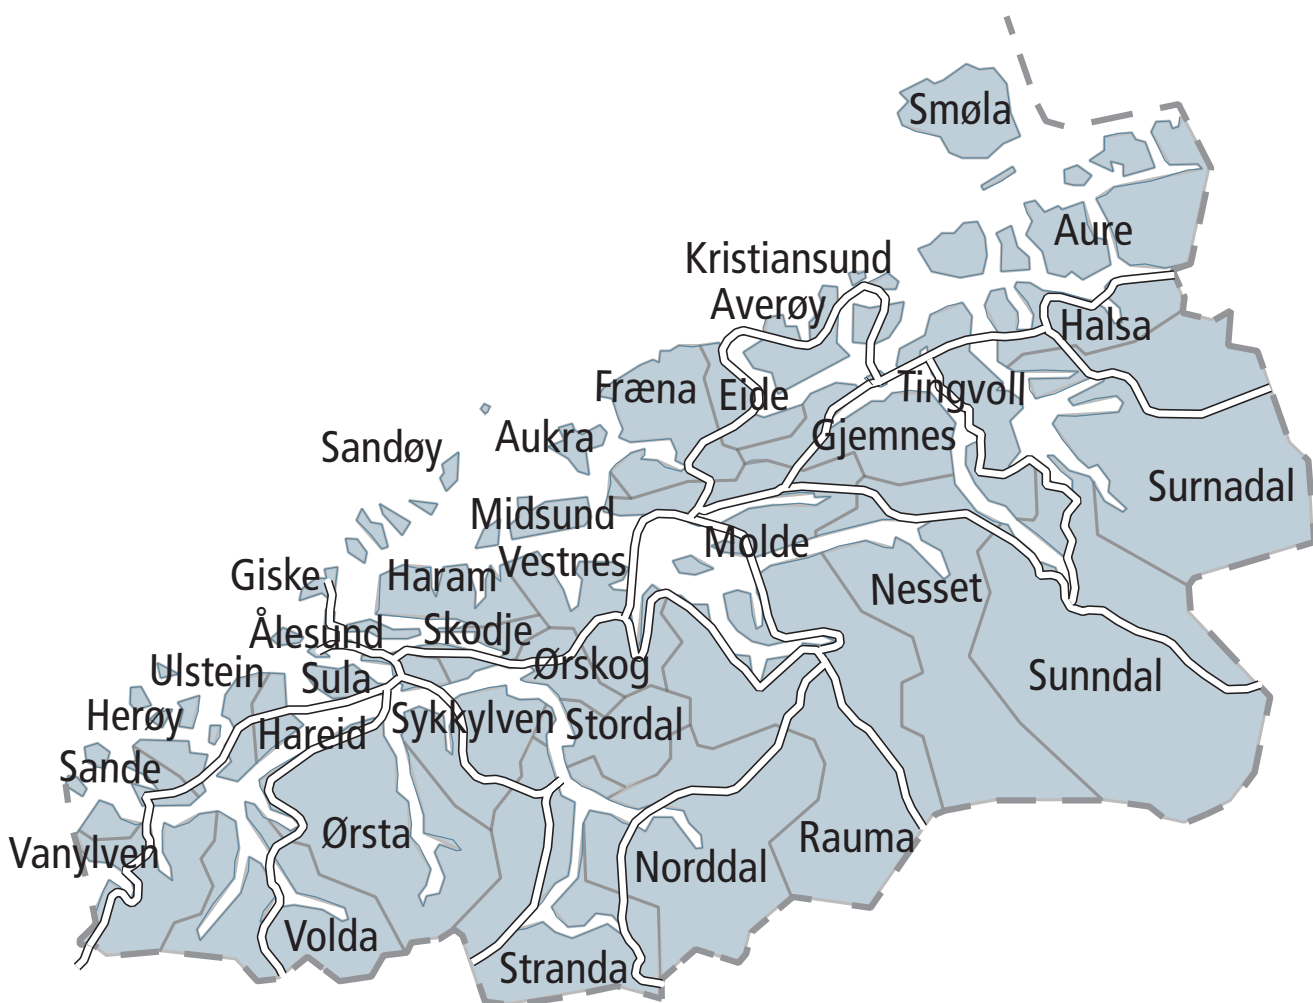 Smøla
Aure
Kristiansund
Averøy
Halsa
Fræna
Eide
Tingvoll
Gjemnes
Aukra
Sandøy
Surnadal
Midsund
Molde
Vestnes
Giske
Haram
Nesset
Ålesund
Skodje
Ørskog
Ulstein
Sula
Sunndal
Herøy
Hareid
Sykkylven
Stordal
Sande
Ørsta
Rauma
Vanylven
Norddal
Volda
Stranda